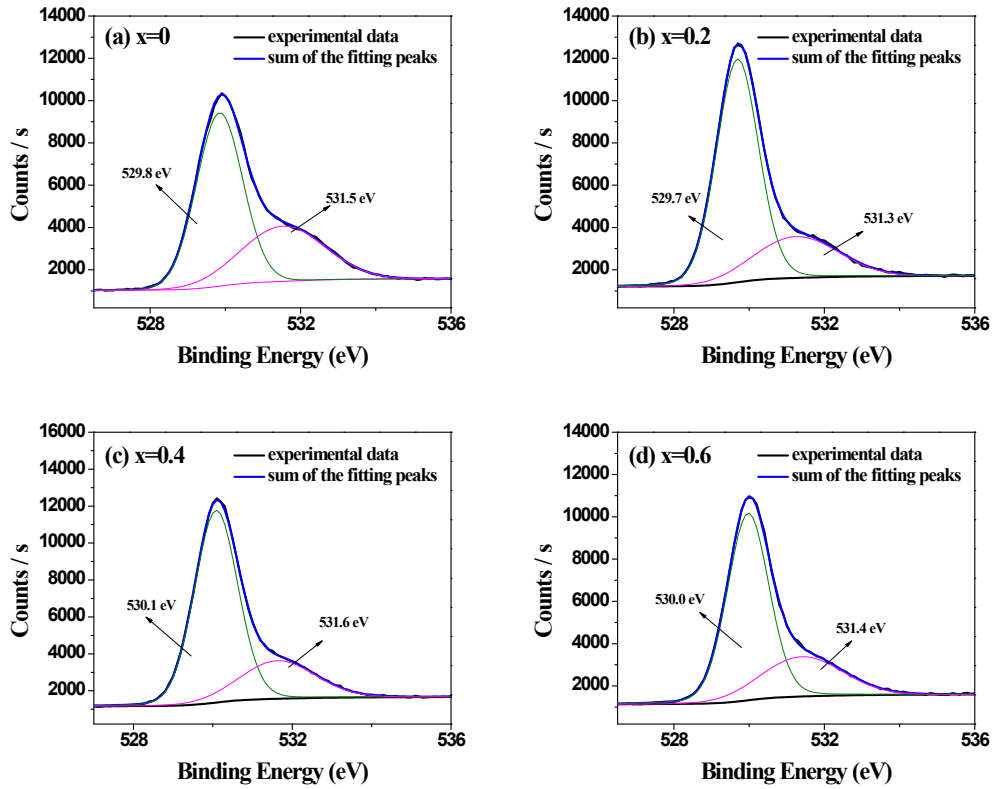 (a) x=0
experimental data
sum of the fitting peaks
14000
12000
10000
8000
6000
4000
2000
Counts / s
529.8 eV
531.5 eV
528
532
536
Binding Energy (eV)
(b) x=0.2
experimental data
sum of the fitting peaks
14000
12000
10000
8000
6000
4000
2000
Counts / s
529.7 eV
531.3 eV
528
532
536
Binding Energy (eV)
(c) x=0.4
experimental data
sum of the fitting peaks
16000
14000
12000
10000
8000
6000
4000
2000
Counts / s
530.1 eV
531.6 eV
528
532
536
Binding Energy (eV)
(d) x=0.6
experimental data
sum of the fitting peaks
14000
12000
10000
8000
6000
4000
2000
Counts / s
530.0 eV
531.4 eV
528
532
536
Binding Energy (eV)